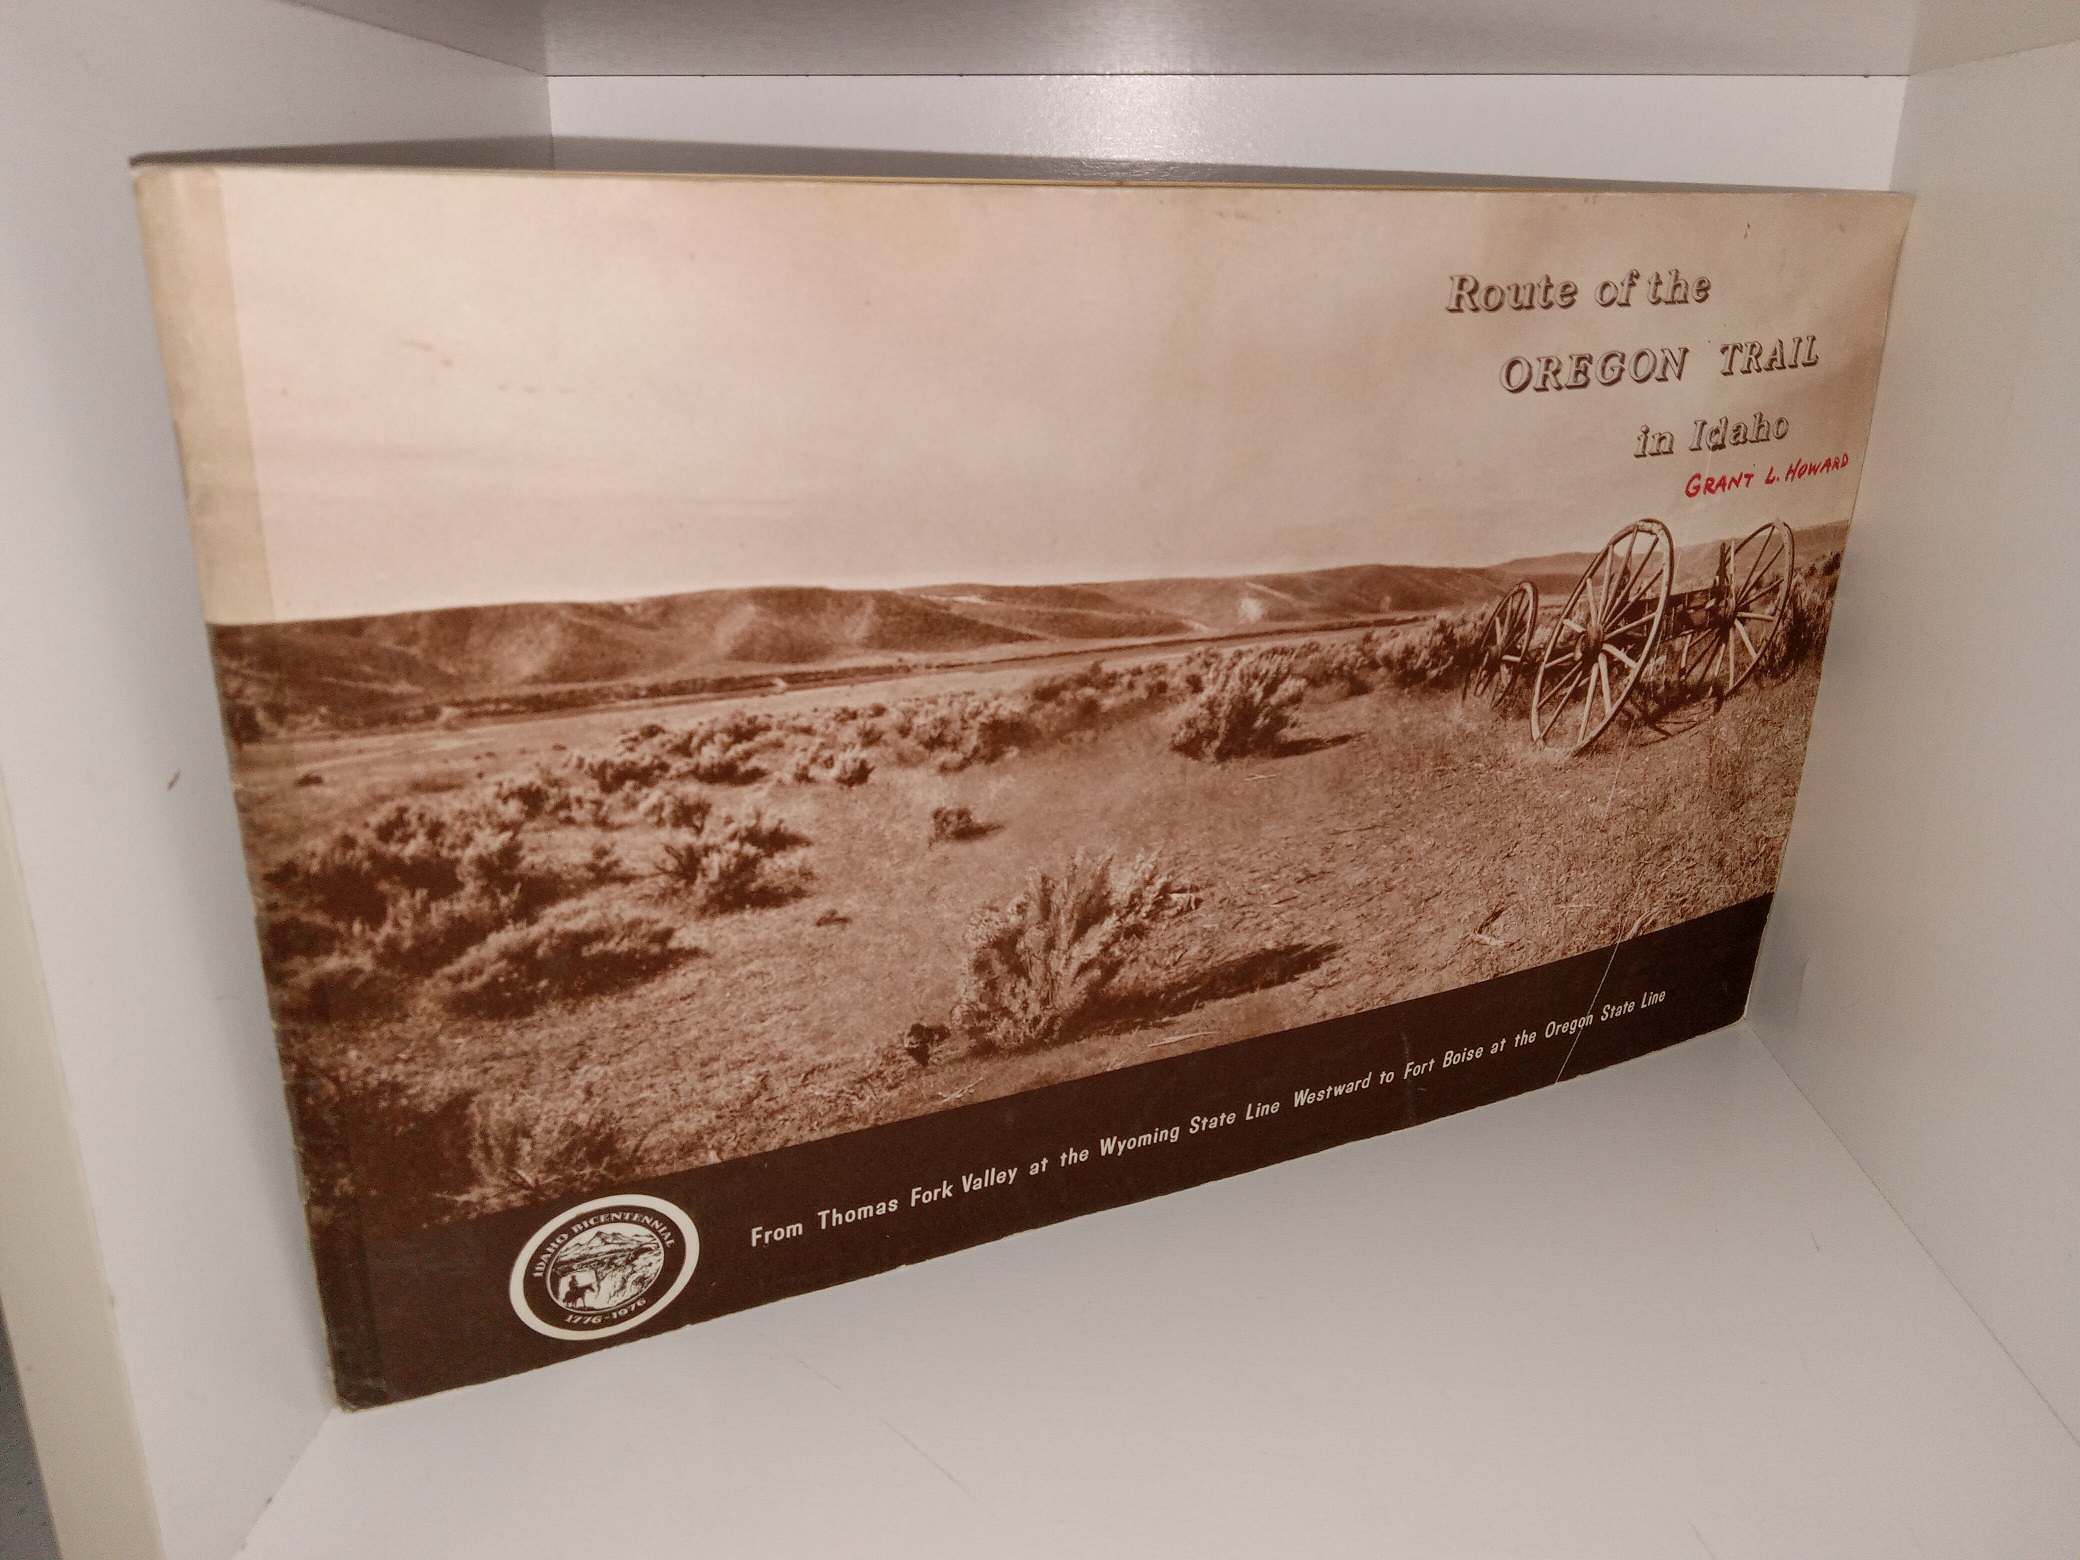 Route of the
OREGON TRAIL
in Idaho
GRANT L. HOWARD
From Thomas Fork Valley at the Wyoming State Line Westward to Fort Boise at the Oregon State Line
IDAHO BICENTENNIAL
1776-1976